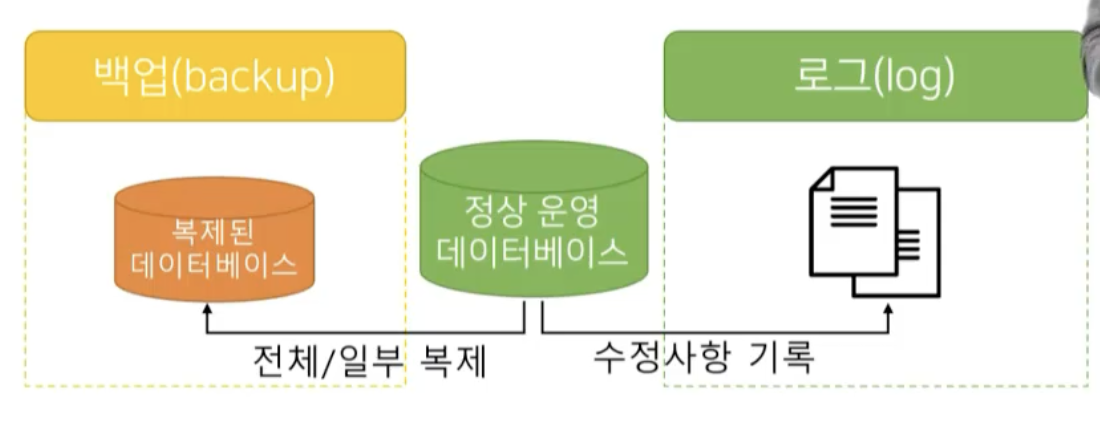 백업(backup)
로그(log)
복제된
데이터베이스
정상 운영
데이터베이스
전체/일부 복제
수정사항 기록